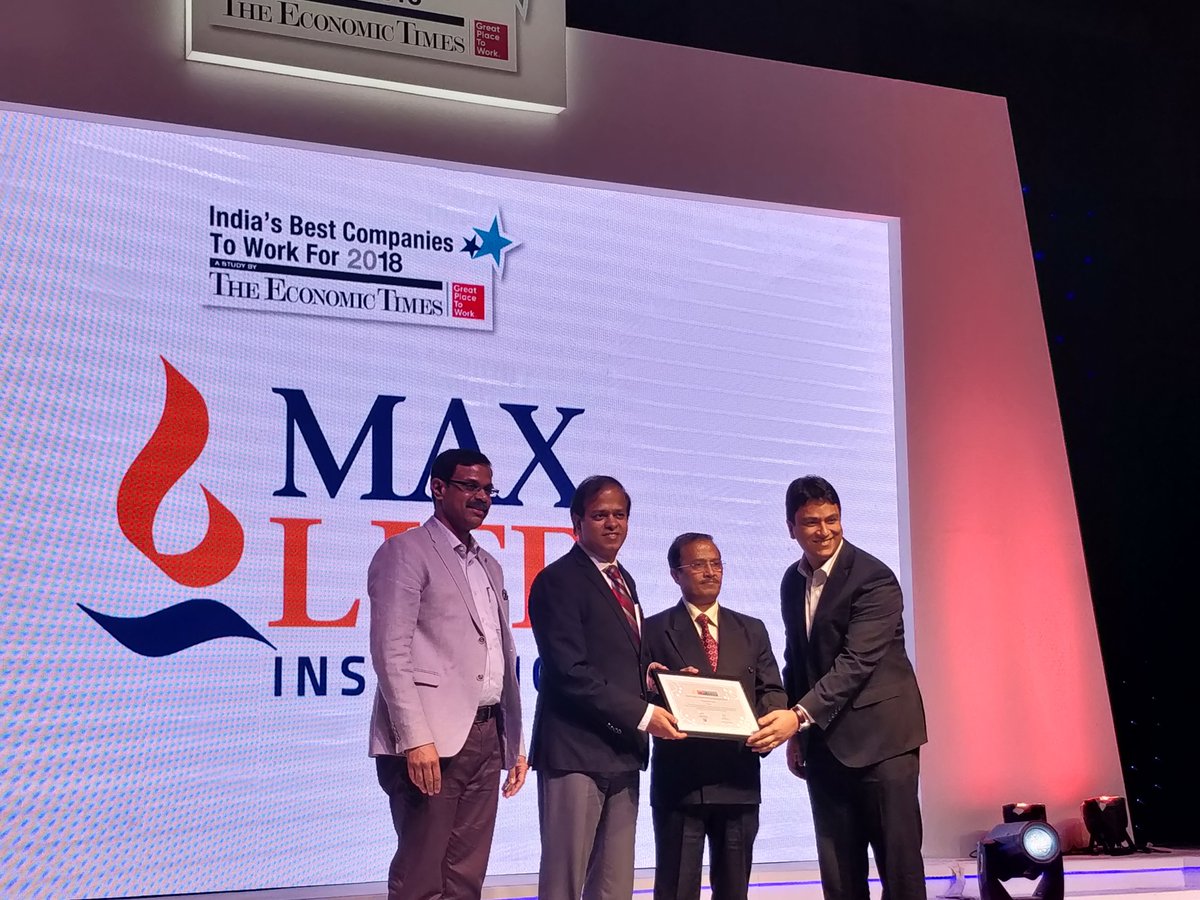 THE ECONOMIC TIMES
Great
Place
To
Work.
India's Best Companies
To Work For 2018
A STUDY BY
THE ECONOMIC TIMES
Great
Place
To
Work.
MAX
LIFE
INS